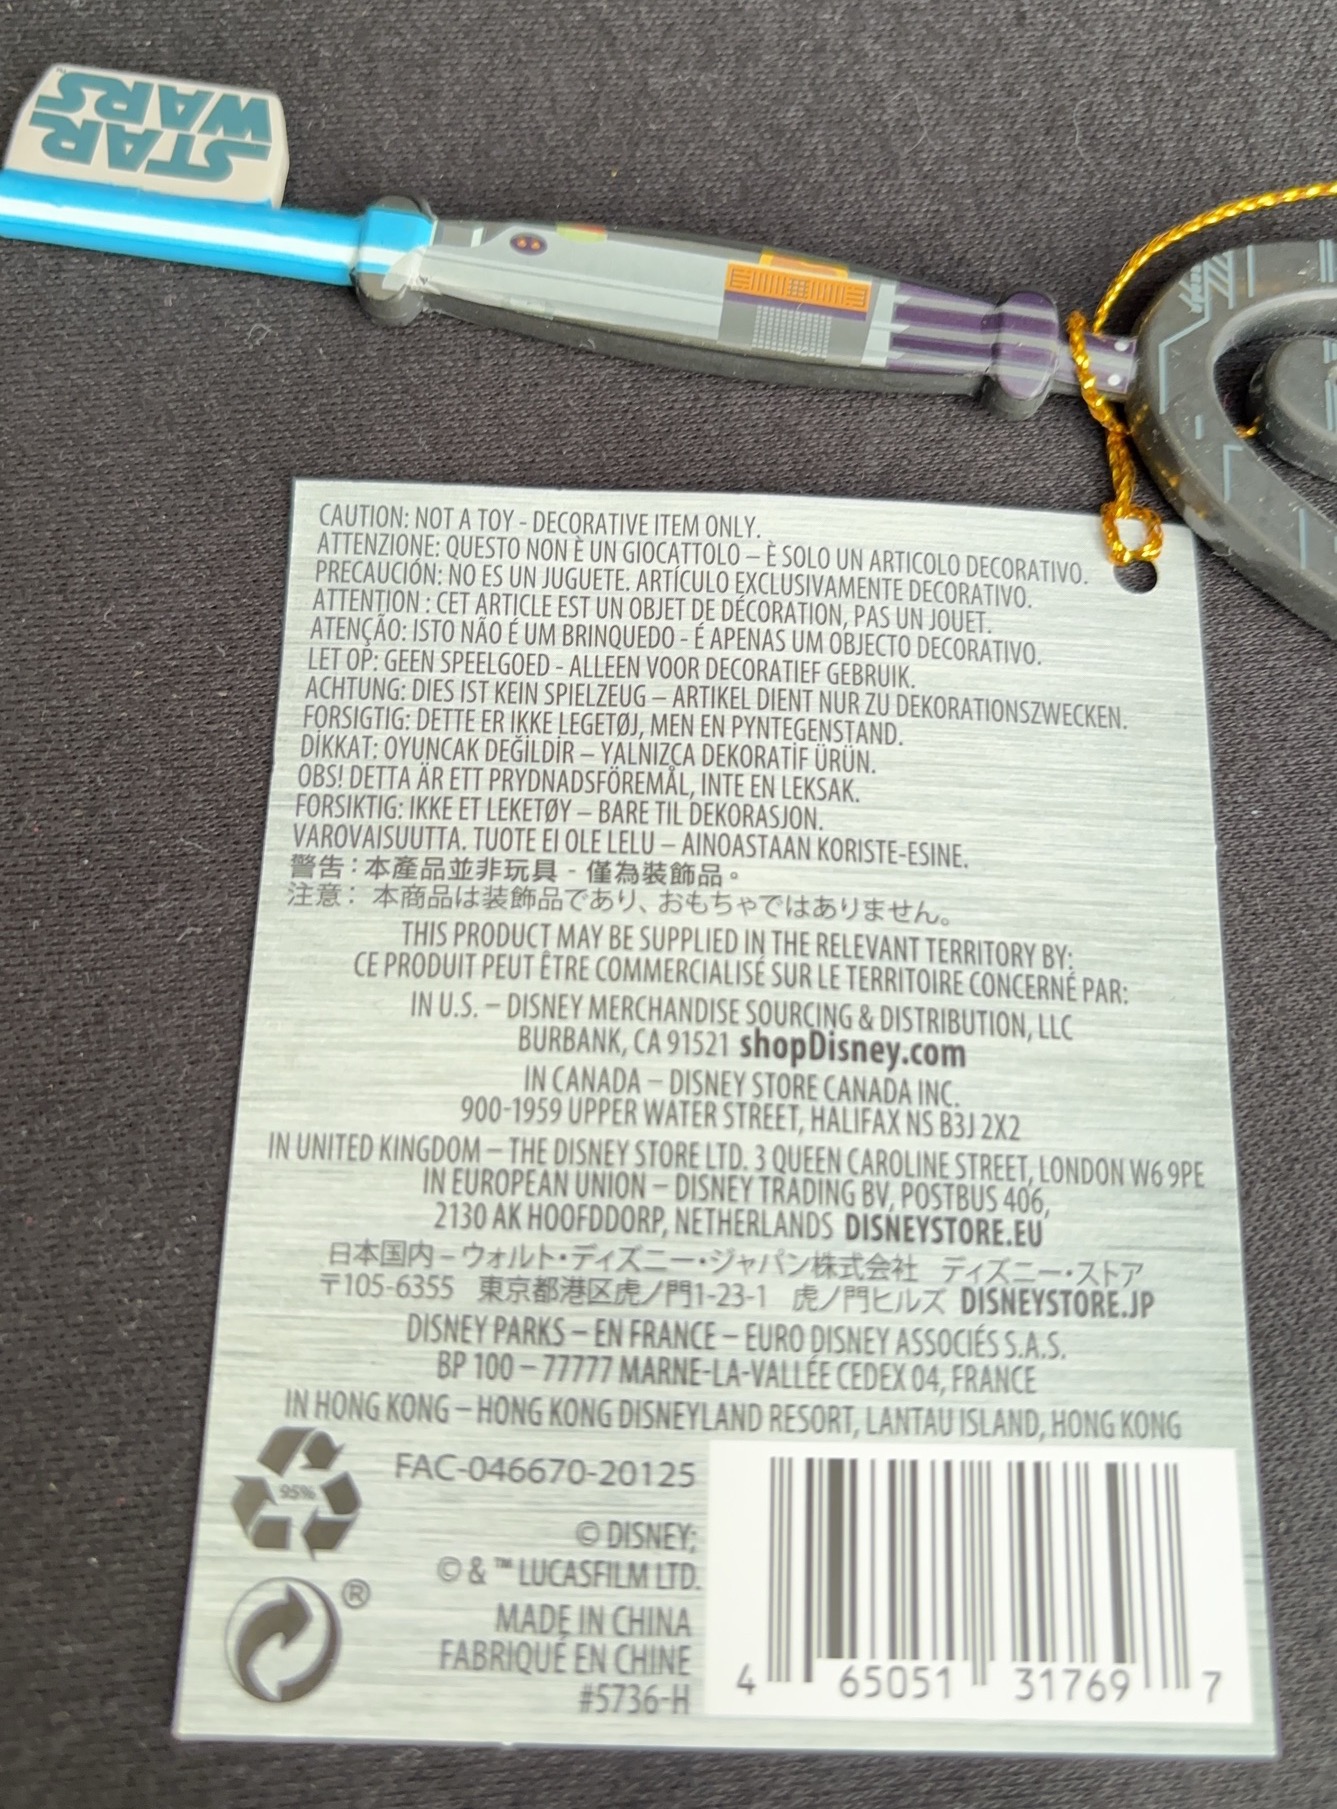 STAR
WARS™
CAUTION: NOT A TOY - DECORATIVE ITEM ONLY.
ATTENZIONE: QUESTO NON È UN GIOCATTOLO – È SOLO UN ARTICOLO DECORATIVO.
PRECAUCIÓN: NO ES UN JUGUETE. ARTÍCULO EXCLUSIVAMENTE DECORATIVO.
ATTENTION : CET ARTICLE EST UN OBJET DE DÉCORATION, PAS UN JOUET.
ATENÇÃO: ISTO NÃO É UM BRINQUEDO - É APENAS UM OBJECTO DECORATIVO.
LET OP: GEEN SPEELGOED - ALLEEN VOOR DECORATIEF GEBRUIK.
ACHTUNG: DIES IST KEIN SPIELZEUG – ARTIKEL DIENT NUR ZU DEKORATIONSZWECKEN.
FORSIGTIG: DETTE ER IKKE LEGETØJ, MEN EN PYNTEGENSTAND.
DİKKAT: OYUNCAK DEĞİLDİR – YALNIZCA DEKORATİF ÜRÜN.
OBS! DETTA ÄR ETT PRYDNADSFÖREMÅL, INTE EN LEKSAK.
FORSIKTIG: IKKE ET LEKETØY – BARE TIL DEKORASJON.
VAROVAISUUTTA. TUOTE EI OLE LELU – AINOASTAAN KORISTE-ESINE.
警告：本產品並非玩具 - 僅為裝飾品。
注意： 本商品は装飾品であり、おもちゃではありません。
THIS PRODUCT MAY BE SUPPLIED IN THE RELEVANT TERRITORY BY:
CE PRODUIT PEUT ÊTRE COMMERCIALISÉ SUR LE TERRITOIRE CONCERNÉ PAR:
IN U.S. – DISNEY MERCHANDISE SOURCING & DISTRIBUTION, LLC
BURBANK, CA 91521 shopDisney.com
IN CANADA – DISNEY STORE CANADA INC.
900-1959 UPPER WATER STREET, HALIFAX NS B3J 2X2
IN UNITED KINGDOM – THE DISNEY STORE LTD. 3 QUEEN CAROLINE STREET, LONDON W6 9PE
IN EUROPEAN UNION – DISNEY TRADING BV, POSTBUS 406,
2130 AK HOOFDDORP, NETHERLANDS DISNEYSTORE.EU
日本国内－ウォルト・ディズニー・ジャパン株式会社 ディズニー・ストア
〒105-6355 東京都港区虎ノ門1-23-1 虎ノ門ヒルズ DISNEYSTORE.JP
DISNEY PARKS – EN FRANCE – EURO DISNEY ASSOCIÉS S.A.S.
BP 100 – 77777 MARNE-LA-VALLÉE CEDEX 04, FRANCE
IN HONG KONG – HONG KONG DISNEYLAND RESORT, LANTAU ISLAND, HONG KONG
95%
FAC-046670-20125
© DISNEY;
© & ™ LUCASFILM LTD.
®
MADE IN CHINA
FABRIQUÉ EN CHINE
#5736-H
4 65051 31769 7